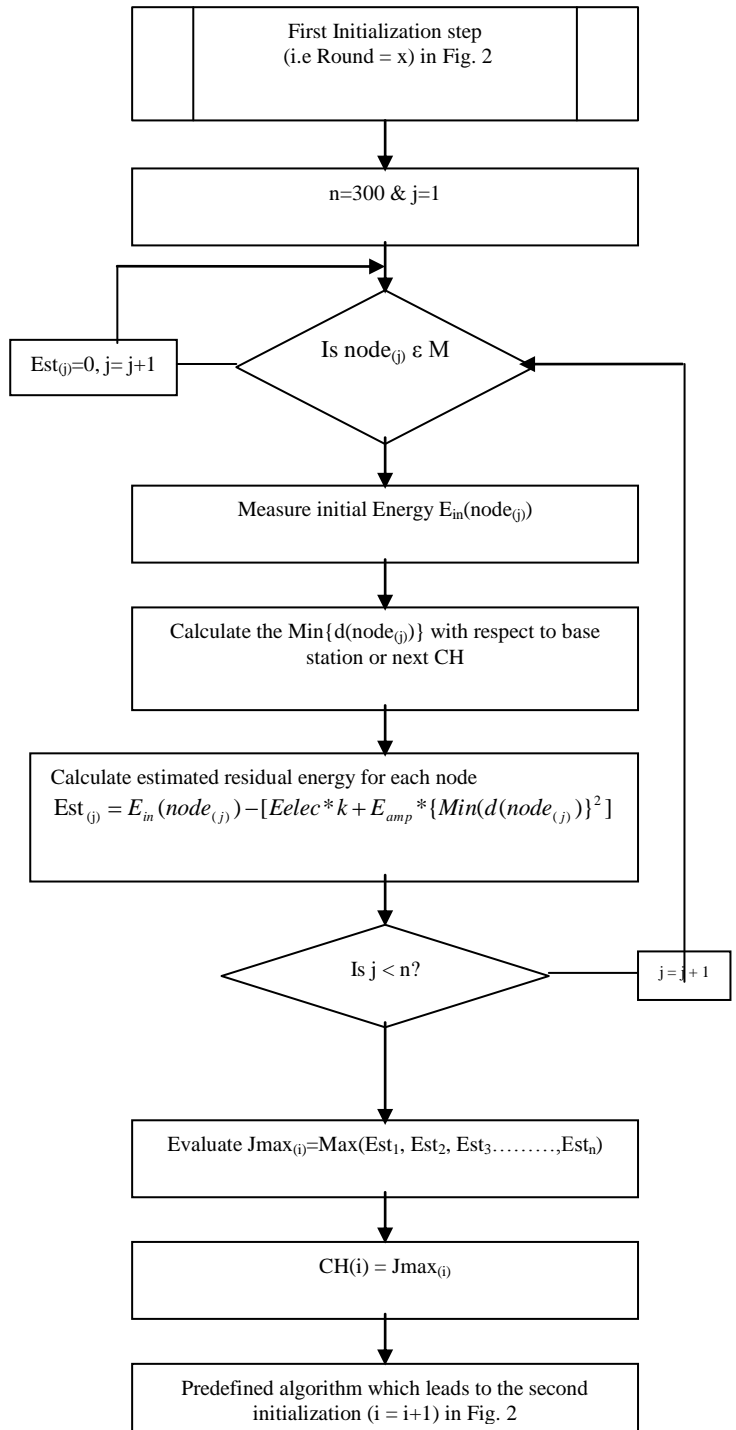 First Initialization step
(i.e Round = x) in Fig. 2
n=300 & j=1
Is node(j) ε M
Est(j)=0, j= j+1
Measure initial Energy Ein(node(j))
Calculate the Min{d(node(j))} with respect to base
station or next CH
Calculate estimated residual energy for each node
Est (j) = Ein(node(j)) − [Eelec * k + Eamp * {Min(d(node(j))}²]
Is j < n?
j = j + 1
Evaluate Jmax(i)=Max(Est1, Est2, Est3………,Estn)
CH(i) = Jmax(i)
Predefined algorithm which leads to the second
initialization (i = i+1) in Fig. 2